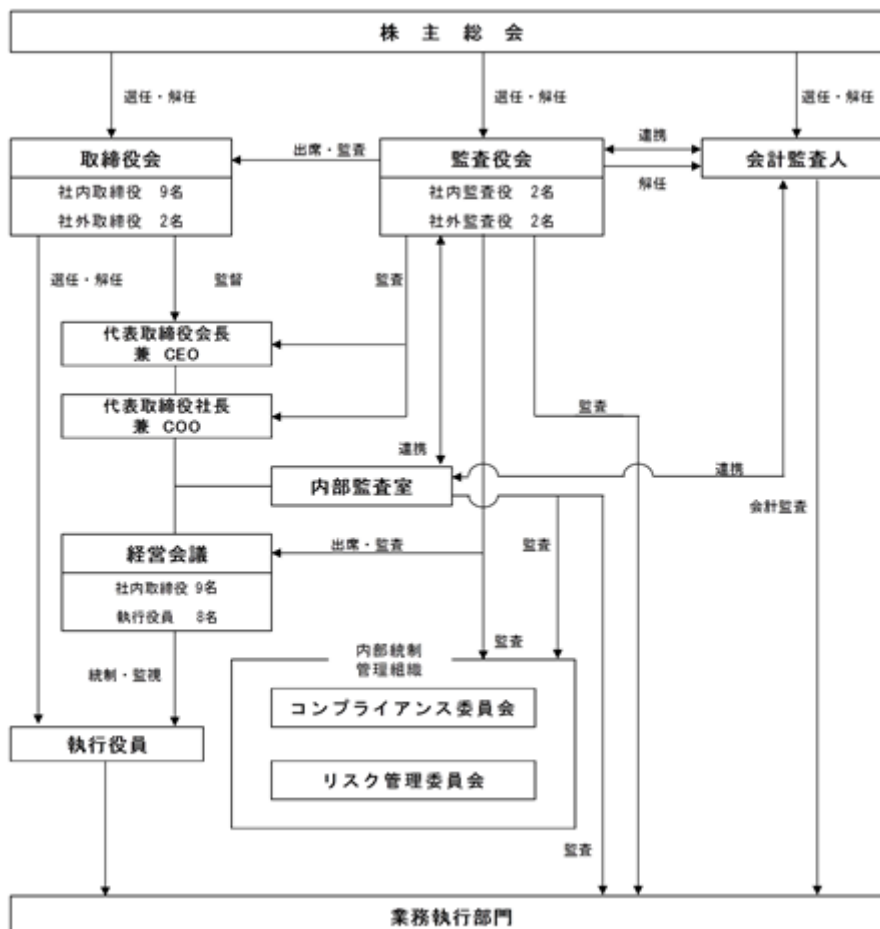 株主総会
選任・解任
選任・解任
選任・解任
取締役会
社内取締役 9名
社外取締役 2名
出席・監査
監査役会
社内監査役 2名
社外監査役 2名
連携
解任
会計監査人
選任・解任
監督
監査
代表取締役会長
兼 CEO
代表取締役社長
兼 COO
監査
連携
内部監査室
連携
会計監査
経営会議
社内取締役 9名
執行役員 8名
出席・監査
監査
監査
統制・監視
内部統制
管理組織
コンプライアンス委員会
リスク管理委員会
執行役員
監査
業務執行部門